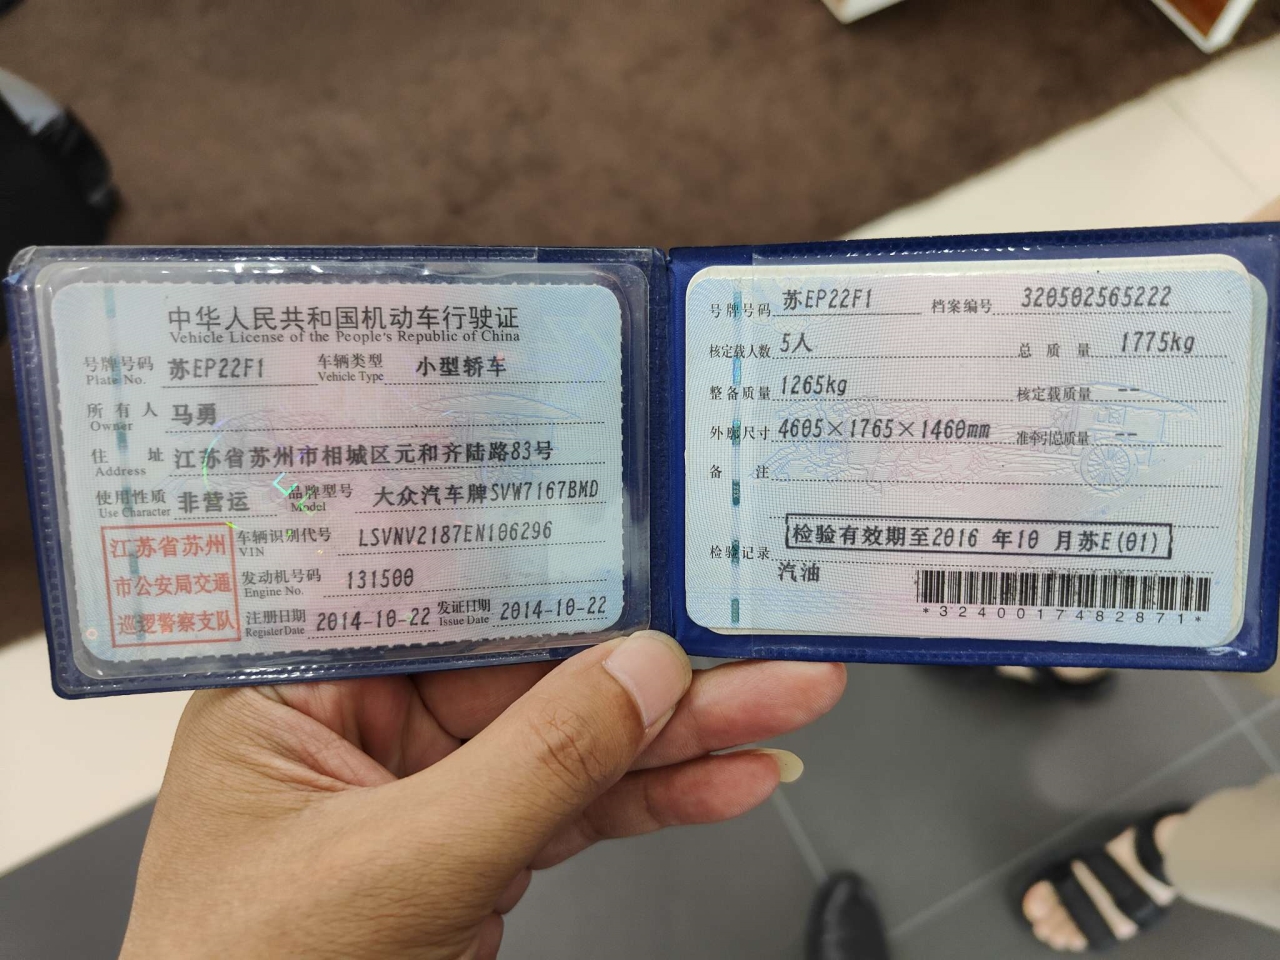 中华人民共和国机动车行驶证
Vehicle License of the People's Republic of China
号牌号码 苏EP22F1 车辆类型 小型轿车
Plate No. Vehicle Type
所有人 马勇
Owner
住址 江苏省苏州市相城区元和齐陆路83号
Address
使用性质 非营运 品牌型号 大众汽车牌SVW7167BMD
Use Character Model
江苏省苏州
市公安局交通
巡逻警察支队
车辆识别代号 LSVNV2187EN106296
VIN
发动机号码 131500
Engine No.
注册日期 2014-10-22 发证日期 2014-10-22
Register Date Issue Date
号牌号码 苏EP22F1 档案编号 320502565222
核定载人数 5人 总质量 1775kg
整备质量 1265kg 核定载质量 --
外廓尺寸 4605×1765×1460mm 准牵引总质量 --
备注
检验有效期至2016 年10 月苏E(01)
检验记录
汽油
*3240017482871*